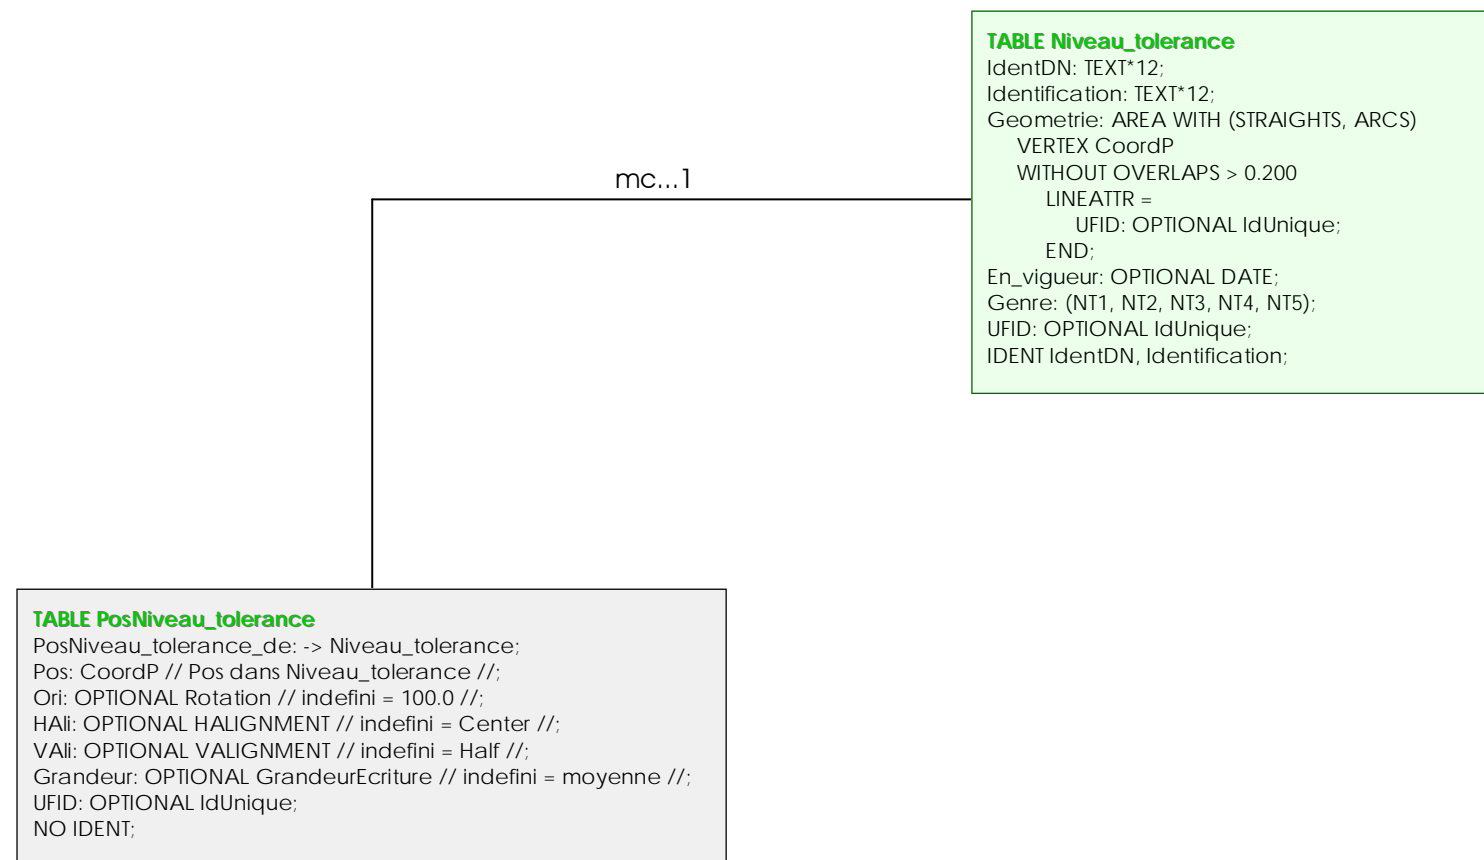 TABLE Niveau_tolerance
IdentDN: TEXT*12;
Identification: TEXT*12;
Geometrie: AREA WITH (STRAIGHTS, ARCS)
VERTEX CoordP
WITHOUT OVERLAPS > 0.200
LINEATTR =
UFID: OPTIONAL IdUnique;
END;
En_vigueur: OPTIONAL DATE;
Genre: (NT1, NT2, NT3, NT4, NT5);
UFID: OPTIONAL IdUnique;
IDENT IdentDN, Identification;
mc...1
TABLE PosNiveau_tolerance
PosNiveau_tolerance_de: -> Niveau_tolerance;
Pos: CoordP // Pos dans Niveau_tolerance //;
Ori: OPTIONAL Rotation // indefini = 100.0 //;
HAli: OPTIONAL HALIGNMENT // indefini = Center //;
VAli: OPTIONAL VALIGNMENT // indefini = Half //;
Grandeur: OPTIONAL GrandeurEcriture // indefini = moyenne //;
UFID: OPTIONAL IdUnique;
NO IDENT;